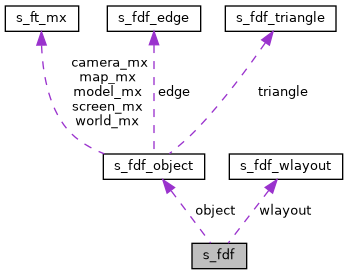 s_ft_mx
s_fdf_edge
s_fdf_triangle
camera_mx
map_mx
model_mx
screen_mx
world_mx
edge
triangle
s_fdf_object
s_fdf_wlayout
object
wlayout
s_fdf